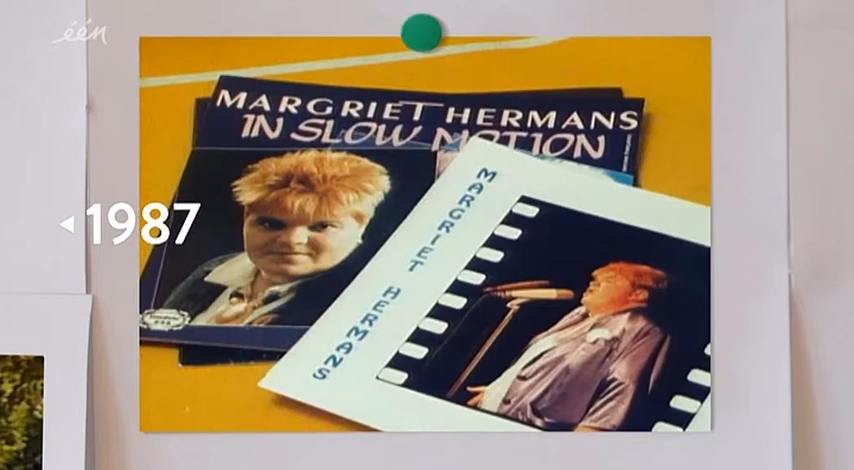 één
MARGRIET HERMANS
IN SLOW MOTION
MARGRIET HERMANS
1987